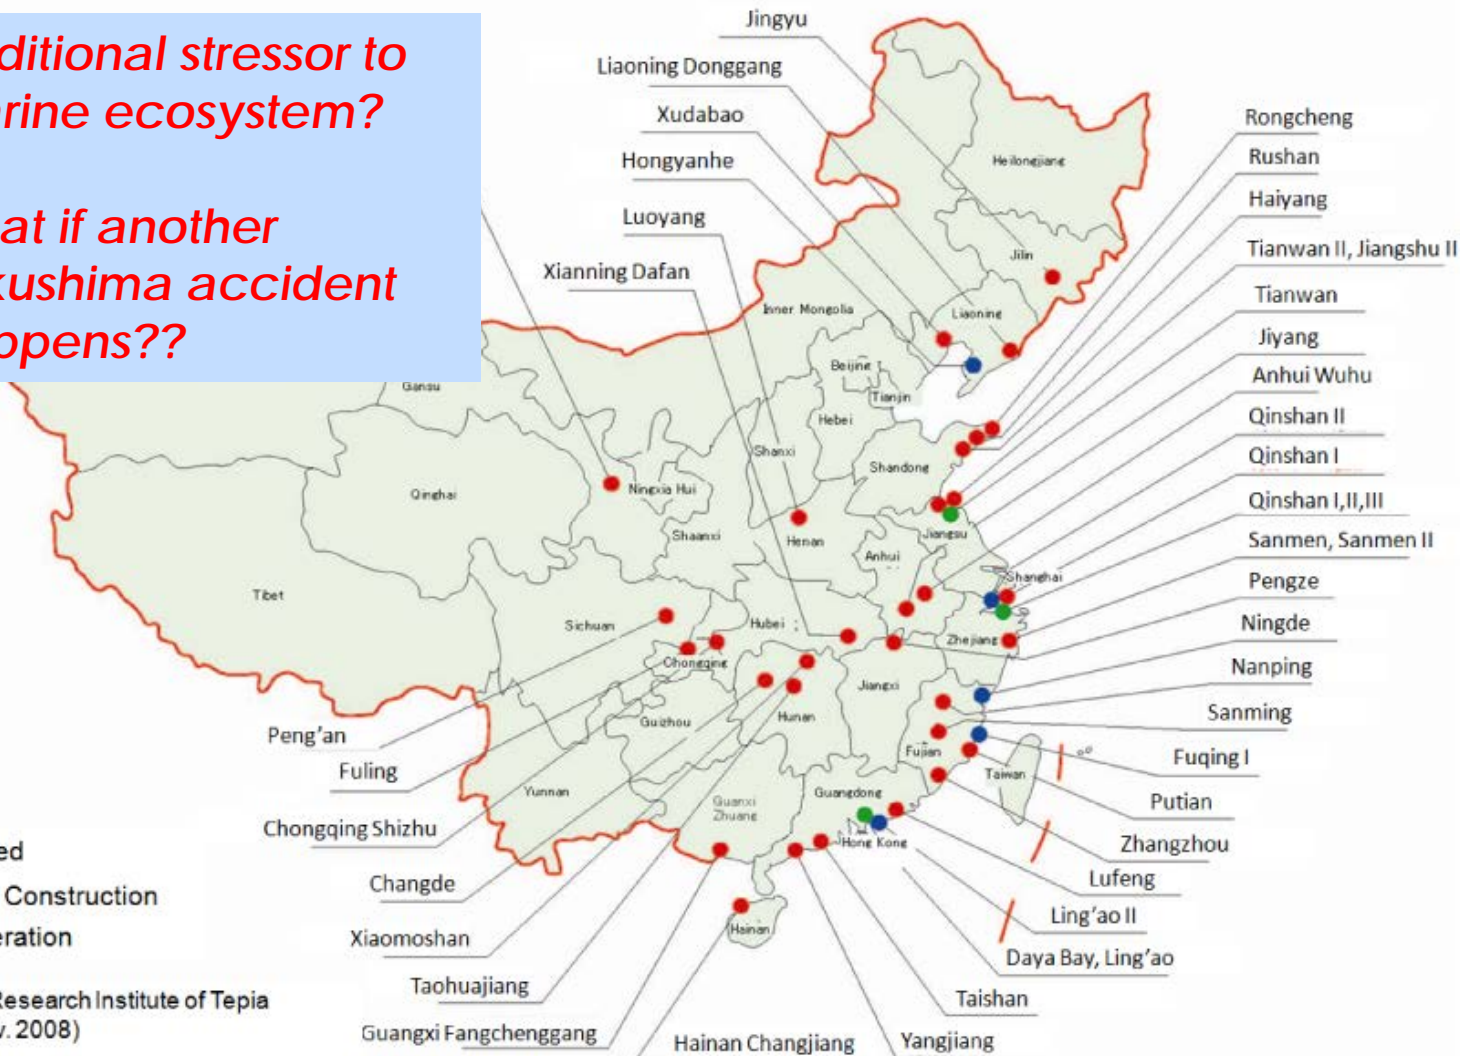 ditional stressor to
rine ecosystem?
at if another
kushima accident
ppens??
Jingyu
Liaoning Donggang
Xudabao
Hongyanhe
Luoyang
Xianning Dafan
Rongcheng
Rushan
Haiyang
Tianwan II, Jiangshu II
Tianwan
Jiyang
Anhui Wuhu
Qinshan II
Qinshan I
Qinshan I,II,III
Sanmen, Sanmen II
Pengze
Ningde
Nanping
Sanming
Fuqing I
Putian
Zhangzhou
Lufeng
Ling'ao II
Daya Bay, Ling'ao
Taishan
Yangjiang
Hainan Changjiang
Guangxi Fangchenggang
Taohuajiang
Xiaomoshan
Changde
Chongqing Shizhu
Fuling
Peng'an
Heilongjiang
Jilin
Liaoning
Inner Mongolia
Beijing
Tianjin
Hebei
Shanxi
Shandong
Gansu
Ningxia Hui
Qinghai
Shaanxi
Henan
Jiangsu
Anhui
Shanghai
Tibet
Sichuan
Hubei
Chongqing
Zhejiang
Jiangxi
Hunan
Guizhou
Fujian
Taiwan
Yunnan
Guanxi
Zhuang
Guangdong
Hong Kong
Hainan
ed
Construction
eration
Research Institute of Tepia
v. 2008)